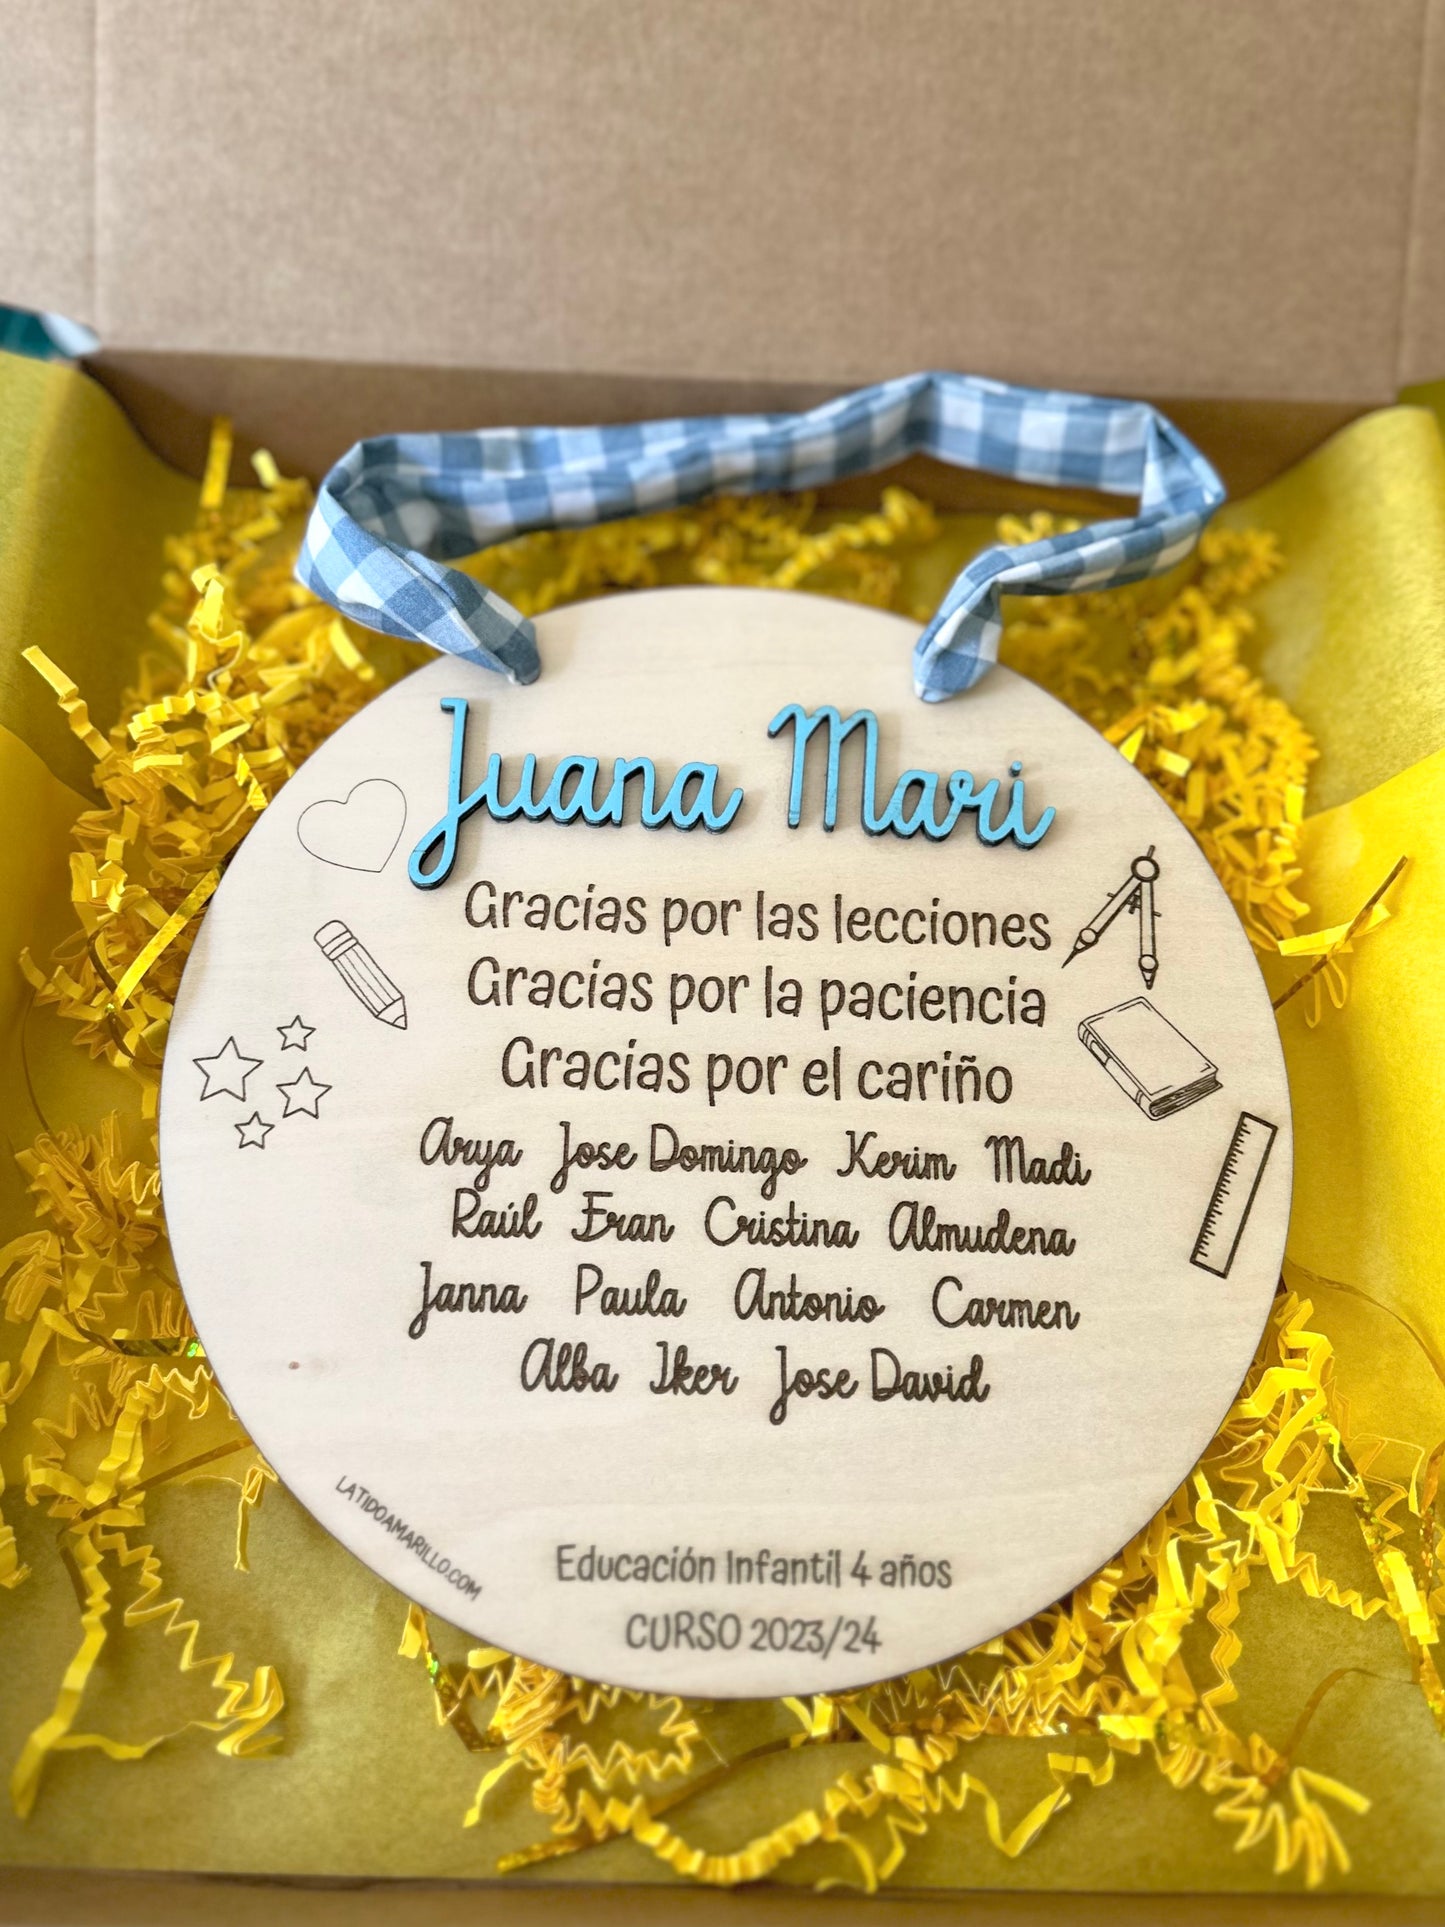 Juana Mari
Gracias por las lecciones
Gracias por la paciencia
Gracias por el cariño
Arya Jose Domingo Kerim Madi
Raúl Fran Cristina Almudena
Janna Paula Antonio Carmen
Alba Iker Jose David
LATIDOAMARILLO.COM
Educación Infantil 4 años
CURSO 2023/24